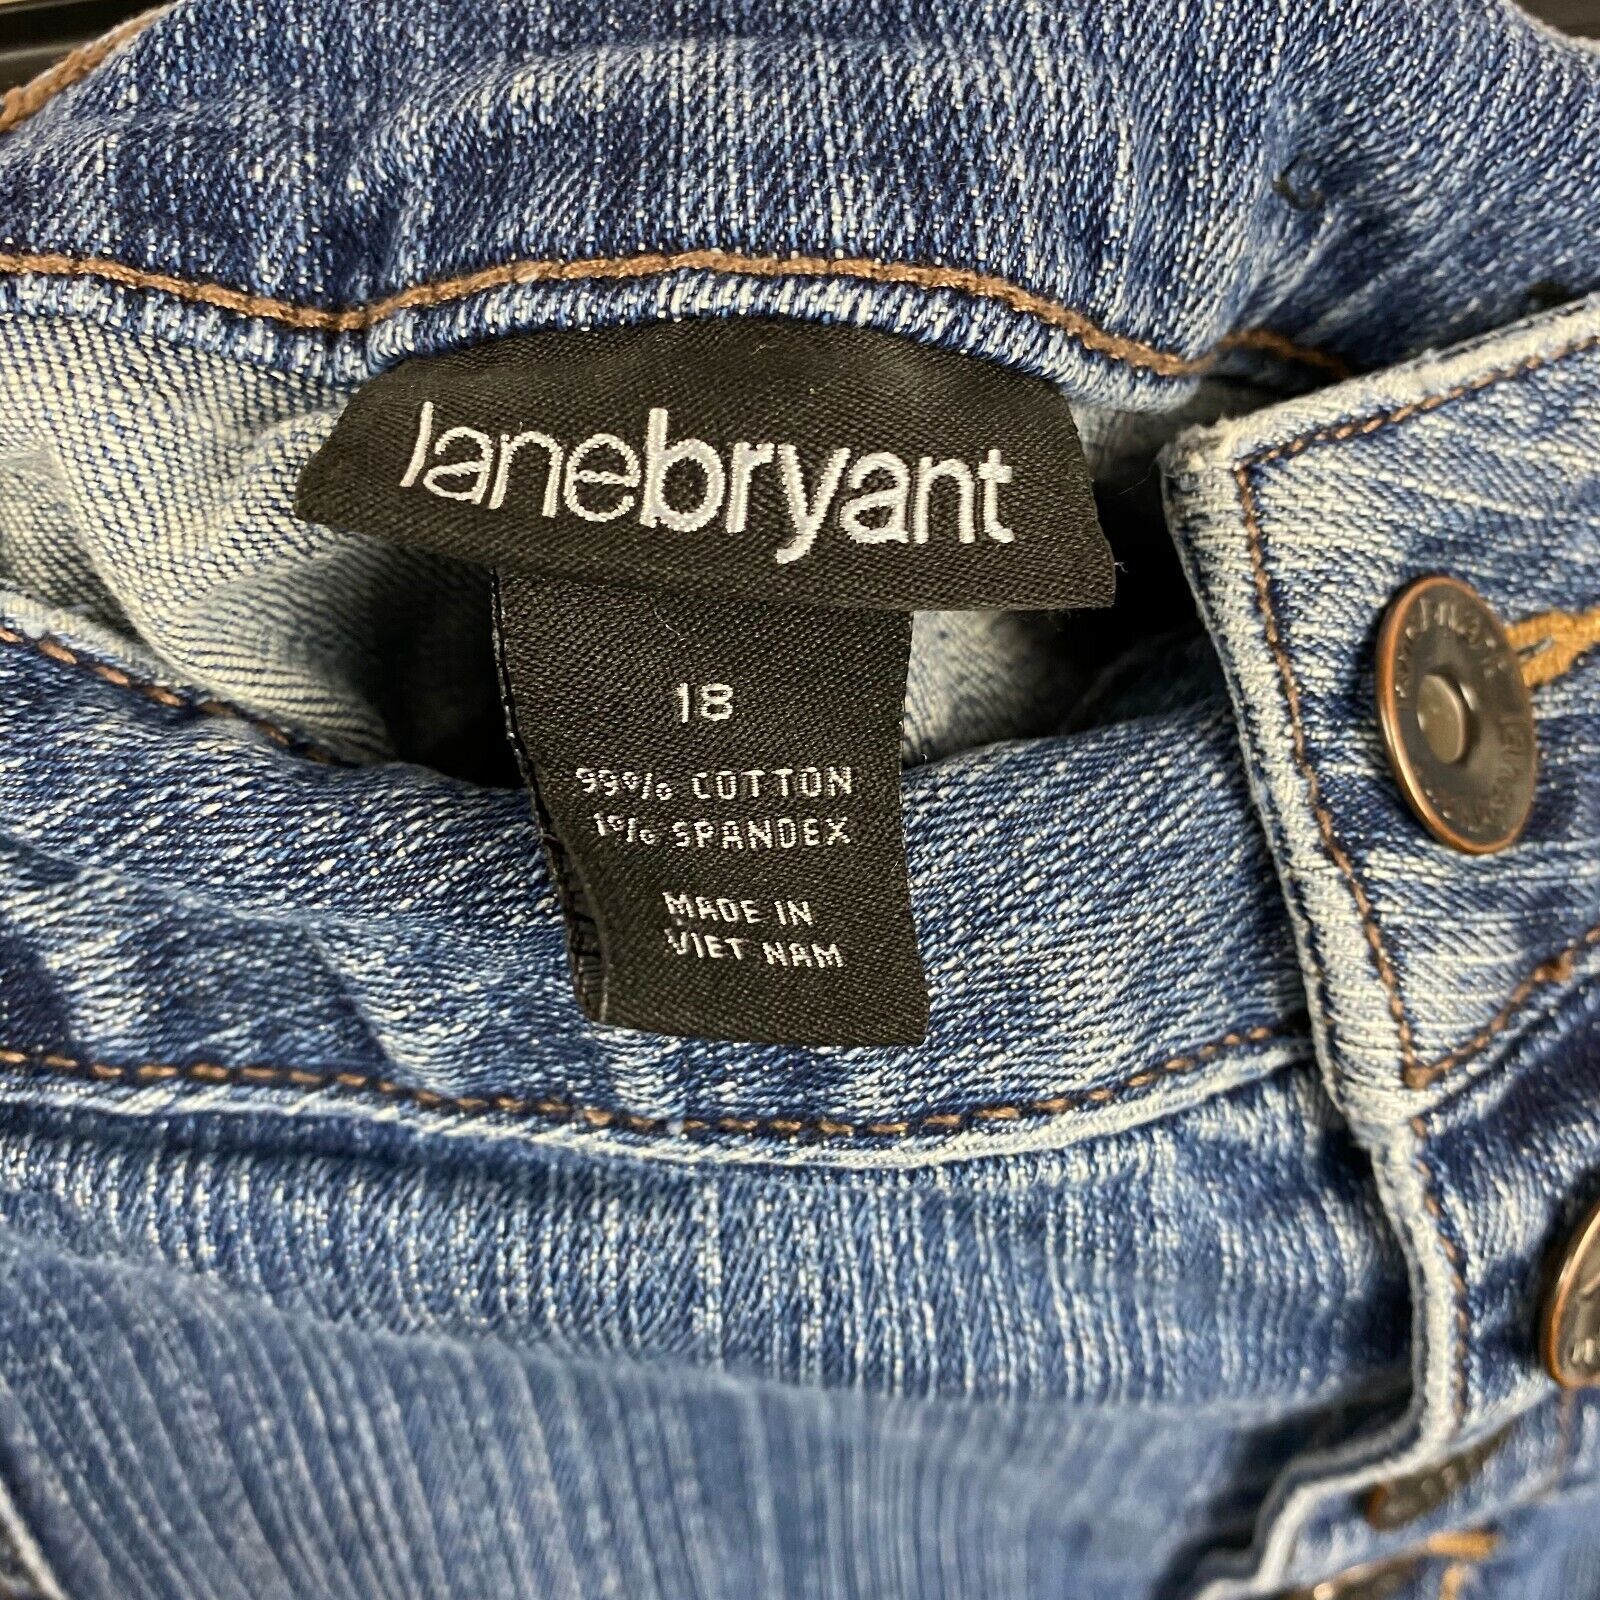 lanebryant
18
99% COTTON
1% SPANDEX
MADE IN
VIET NAM